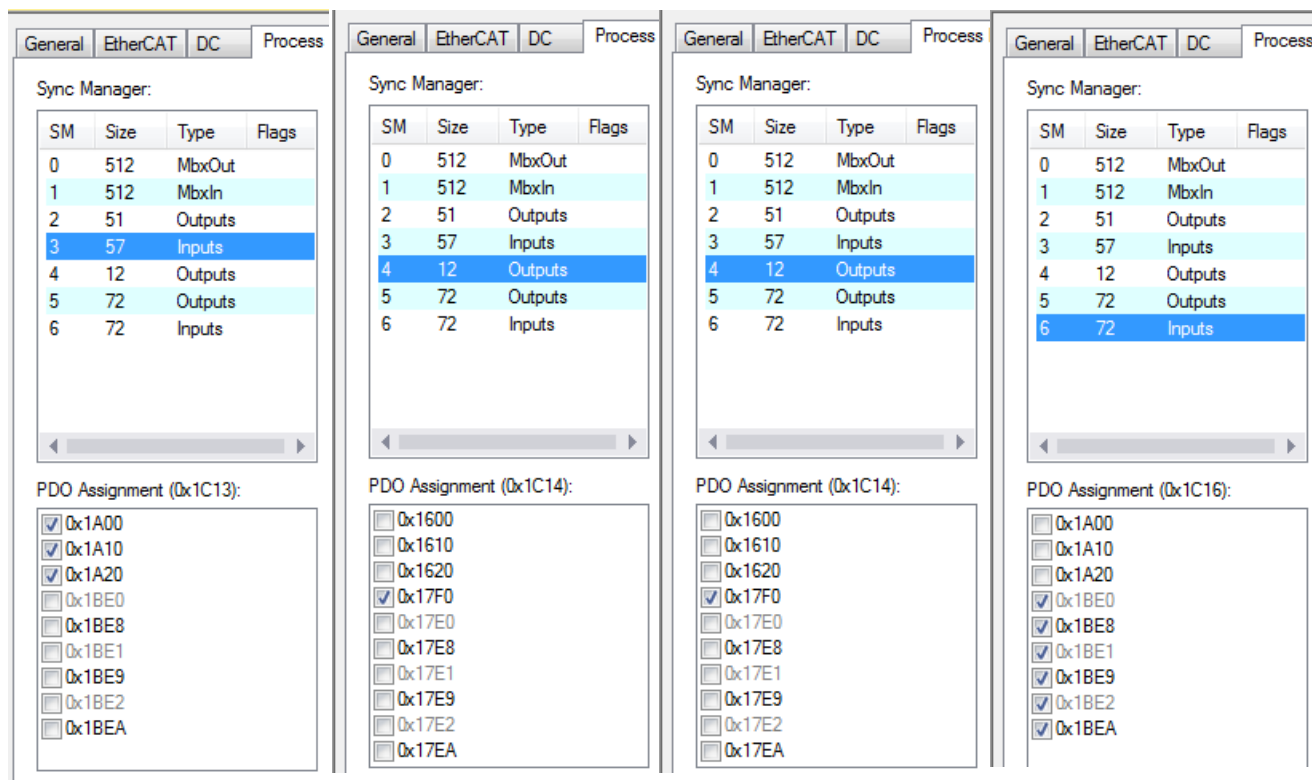 General EtherCAT DC Process
Sync Manager:
SM Size Type Flags
0 512 MbxOut
1 512 MbxIn
2 51 Outputs
3 57 Inputs
4 12 Outputs
5 72 Outputs
6 72 Inputs
PDO Assignment (0x1C13):
0x1A00
0x1A10
0x1A20
0x1BE0
0x1BE8
0x1BE1
0x1BE9
0x1BE2
0x1BEA
General EtherCAT DC Process
Sync Manager:
SM Size Type Flags
0 512 MbxOut
1 512 MbxIn
2 51 Outputs
3 57 Inputs
4 12 Outputs
5 72 Outputs
6 72 Inputs
PDO Assignment (0x1C14):
0x1600
0x1610
0x1620
0x17F0
0x17E0
0x17E8
0x17E1
0x17E9
0x17E2
0x17EA
General EtherCAT DC Process
Sync Manager:
SM Size Type Flags
0 512 MbxOut
1 512 MbxIn
2 51 Outputs
3 57 Inputs
4 12 Outputs
5 72 Outputs
6 72 Inputs
PDO Assignment (0x1C14):
0x1600
0x1610
0x1620
0x17F0
0x17E0
0x17E8
0x17E1
0x17E9
0x17E2
0x17EA
General EtherCAT DC Process
Sync Manager:
SM Size Type Flags
0 512 MbxOut
1 512 MbxIn
2 51 Outputs
3 57 Inputs
4 12 Outputs
5 72 Outputs
6 72 Inputs
PDO Assignment (0x1C16):
0x1A00
0x1A10
0x1A20
0x1BE0
0x1BE8
0x1BE1
0x1BE9
0x1BE2
0x1BEA